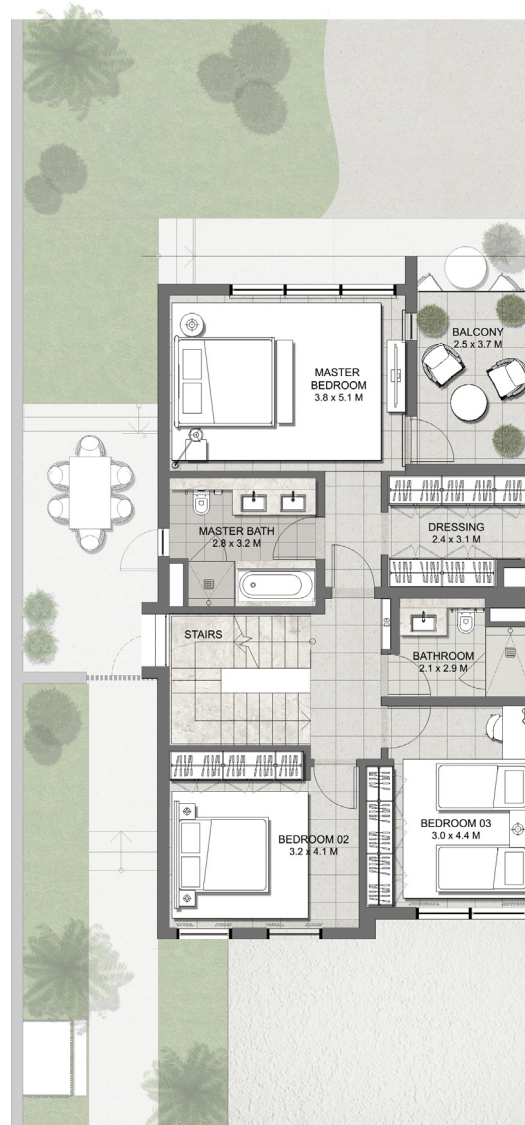 BALCONY
2.5 x 3.7 M
MASTER
BEDROOM
3.8 x 5.1 M
MASTER BATH
2.8 x 3.2 M
DRESSING
2.4 x 3.1 M
STAIRS
BATHROOM
2.1 x 2.9 M
BEDROOM 02
3.2 x 4.1 M
BEDROOM 03
3.0 x 4.4 M